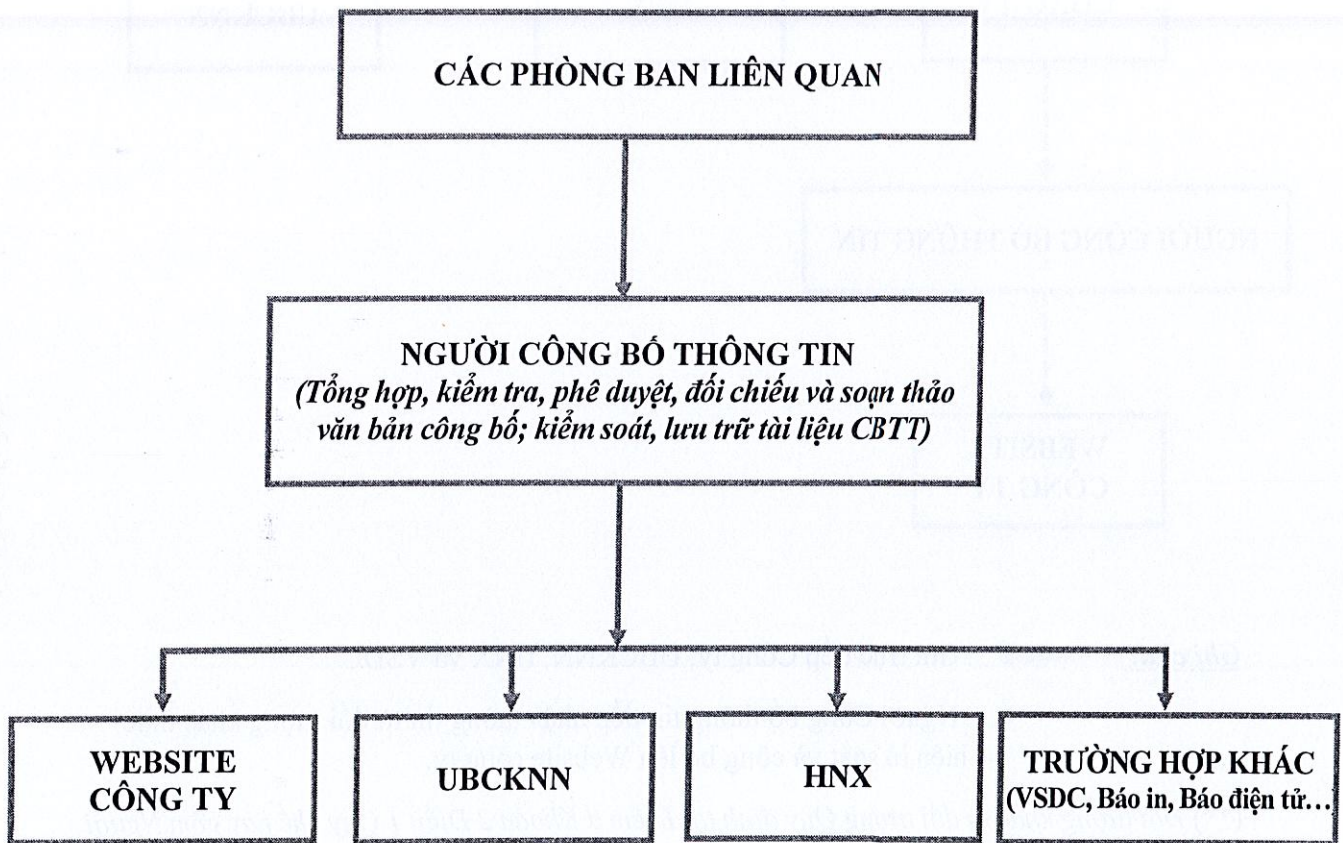 CÁC PHÒNG BAN LIÊN QUAN
NGƯỜI CÔNG BỐ THÔNG TIN
(Tổng hợp, kiểm tra, phê duyệt, đối chiếu và soạn thảo
văn bản công bố; kiểm soát, lưu trữ tài liệu CBTT)
WEBSITE
CÔNG TY
UBCKNN
HNX
TRƯỜNG HỢP KHÁC
(VSDC, Báo in, Báo điện tử…)